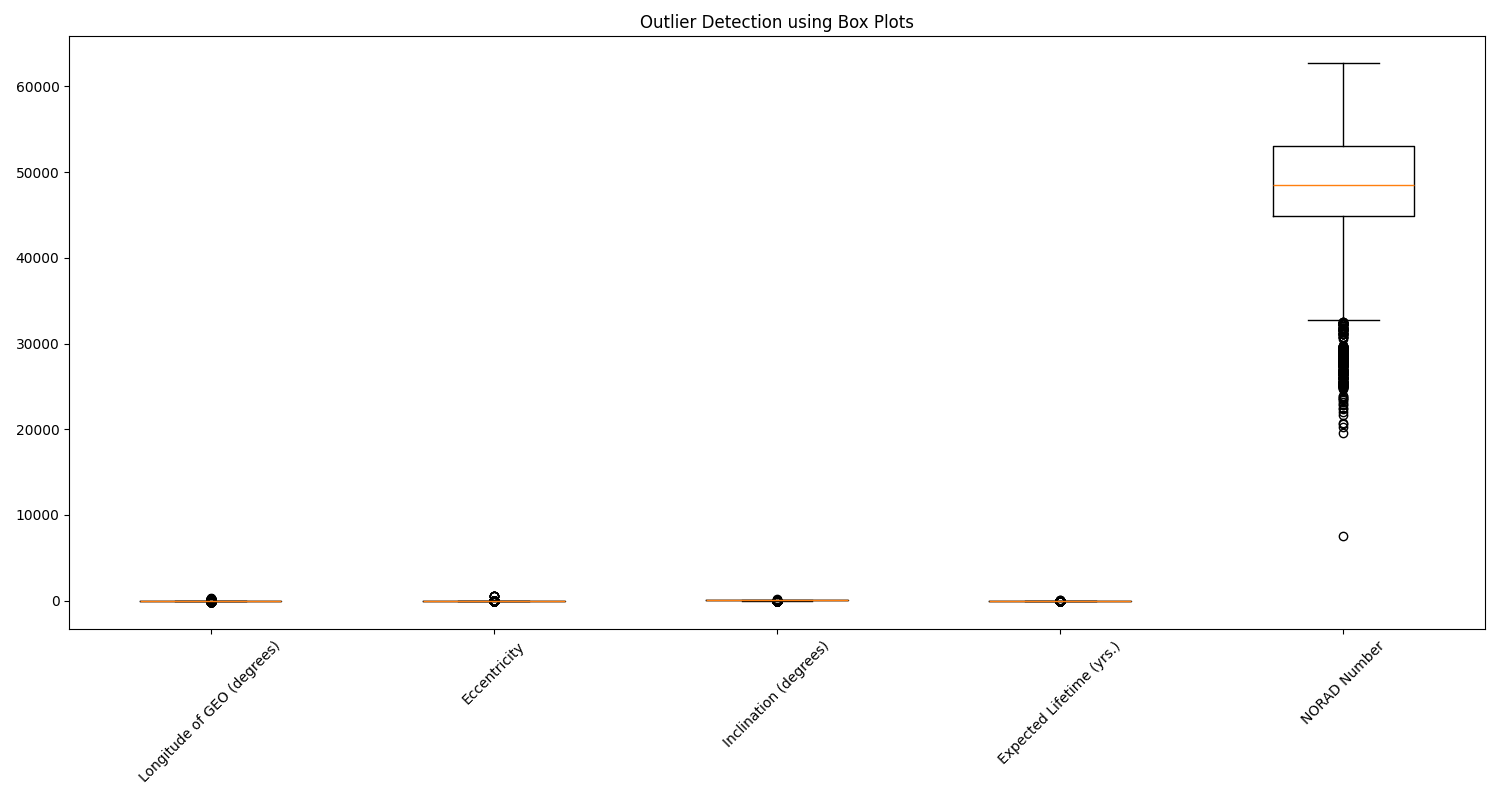 Outlier Detection using Box Plots
60000
50000
40000
30000
20000
10000
0
Longitude of GEO (degrees)
Eccentricity
Inclination (degrees)
Expected Lifetime (yrs.)
NORAD Number